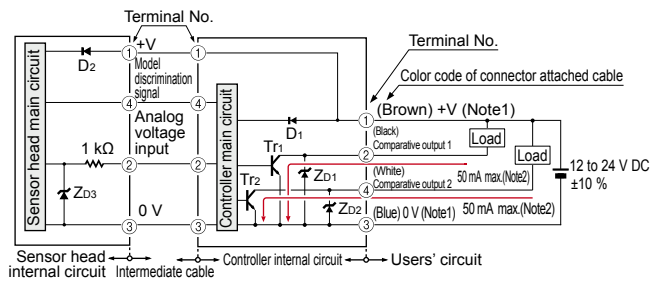 Terminal No.
Terminal No.
Color code of connector attached cable
Sensor head main circuit
D2
+V
Model
discrimination
signal
Analog
voltage
input
1 kΩ
ZD3
0 V
1
4
2
3
1
4
2
3
Controller main circuit
D1
Tr1
Tr2
ZD1
ZD2
1
2
4
3
(Brown) +V (Note1)
(Black)
Comparative output 1
Load
Load
(White)
Comparative output 2
50 mA max.(Note2)
(Blue) 0 V (Note1)
50 mA max.(Note2)
12 to 24 V DC
±10 %
Sensor head
internal circuit
Intermediate cable
Controller internal circuit
Users' circuit